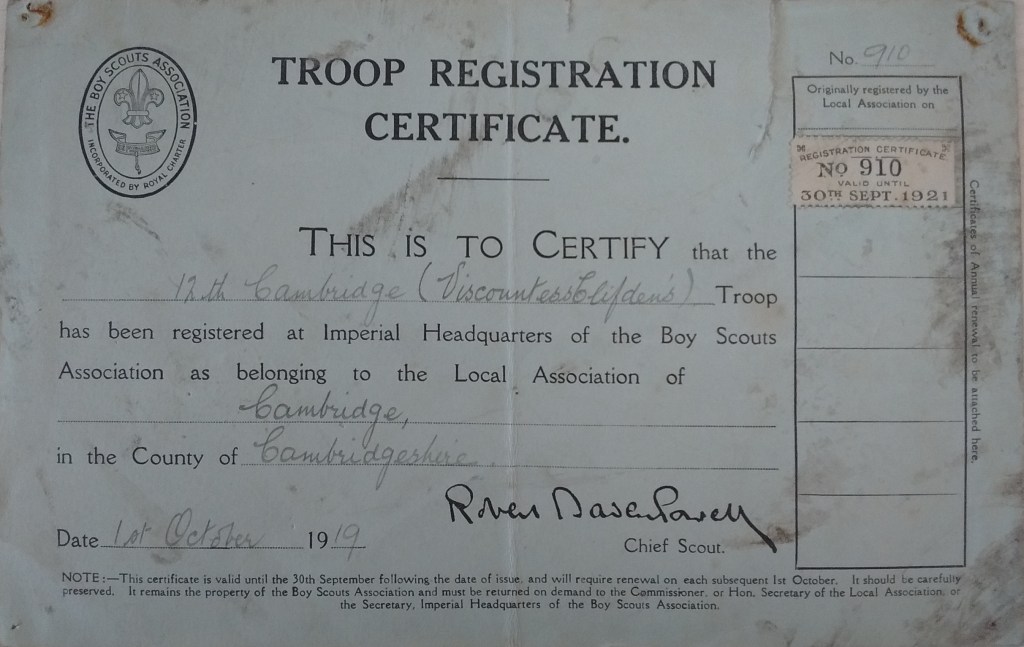 THE BOY SCOUTS ASSOCIATION
INCORPORATED BY ROYAL CHARTER
TROOP REGISTRATION
CERTIFICATE.
THIS IS TO CERTIFY that the
12th Cambridge (Viscountess Clifden's) Troop
has been registered at Imperial Headquarters of the Boy Scouts
Association as belonging to the Local Association of
Cambridge,
in the County of Cambridgeshire.
Robert Baden Powell
Chief Scout.
Date 1st October 1919
NOTE:—This certificate is valid until the 30th September following the date of issue, and will require renewal on each subsequent 1st October. It should be carefully
preserved. It remains the property of the Boy Scouts Association and must be returned on demand to the Commissioner, or Hon. Secretary of the Local Association, or
the Secretary, Imperial Headquarters of the Boy Scouts Association.
No. 910
Originally registered by the
Local Association on
REGISTRATION CERTIFICATE
No 910
VALID UNTIL
30TH SEPT. 1921
Certificates of Annual renewal to be attached here.